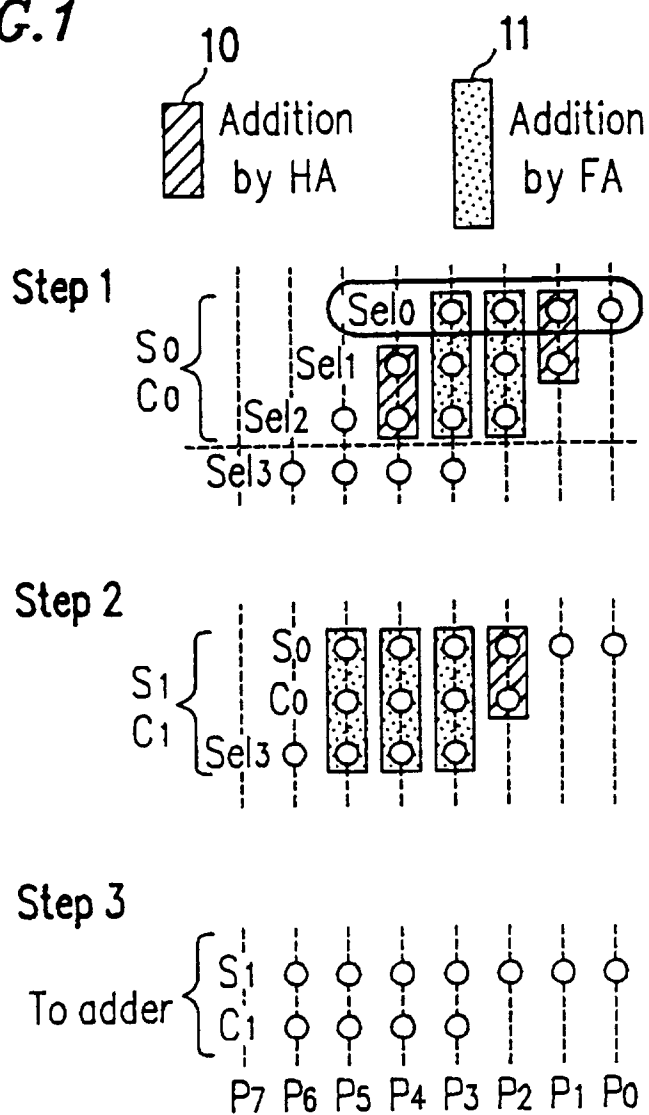 G.1
10
11
Addition by HA
Addition by FA
Step 1
S0
C0
Sel0
Sel1
Sel2
Sel3
Step 2
S1
C1
S0
C0
Sel3
Step 3
To adder
S1
C1
P7 P6 P5 P4 P3 P2 P1 P0